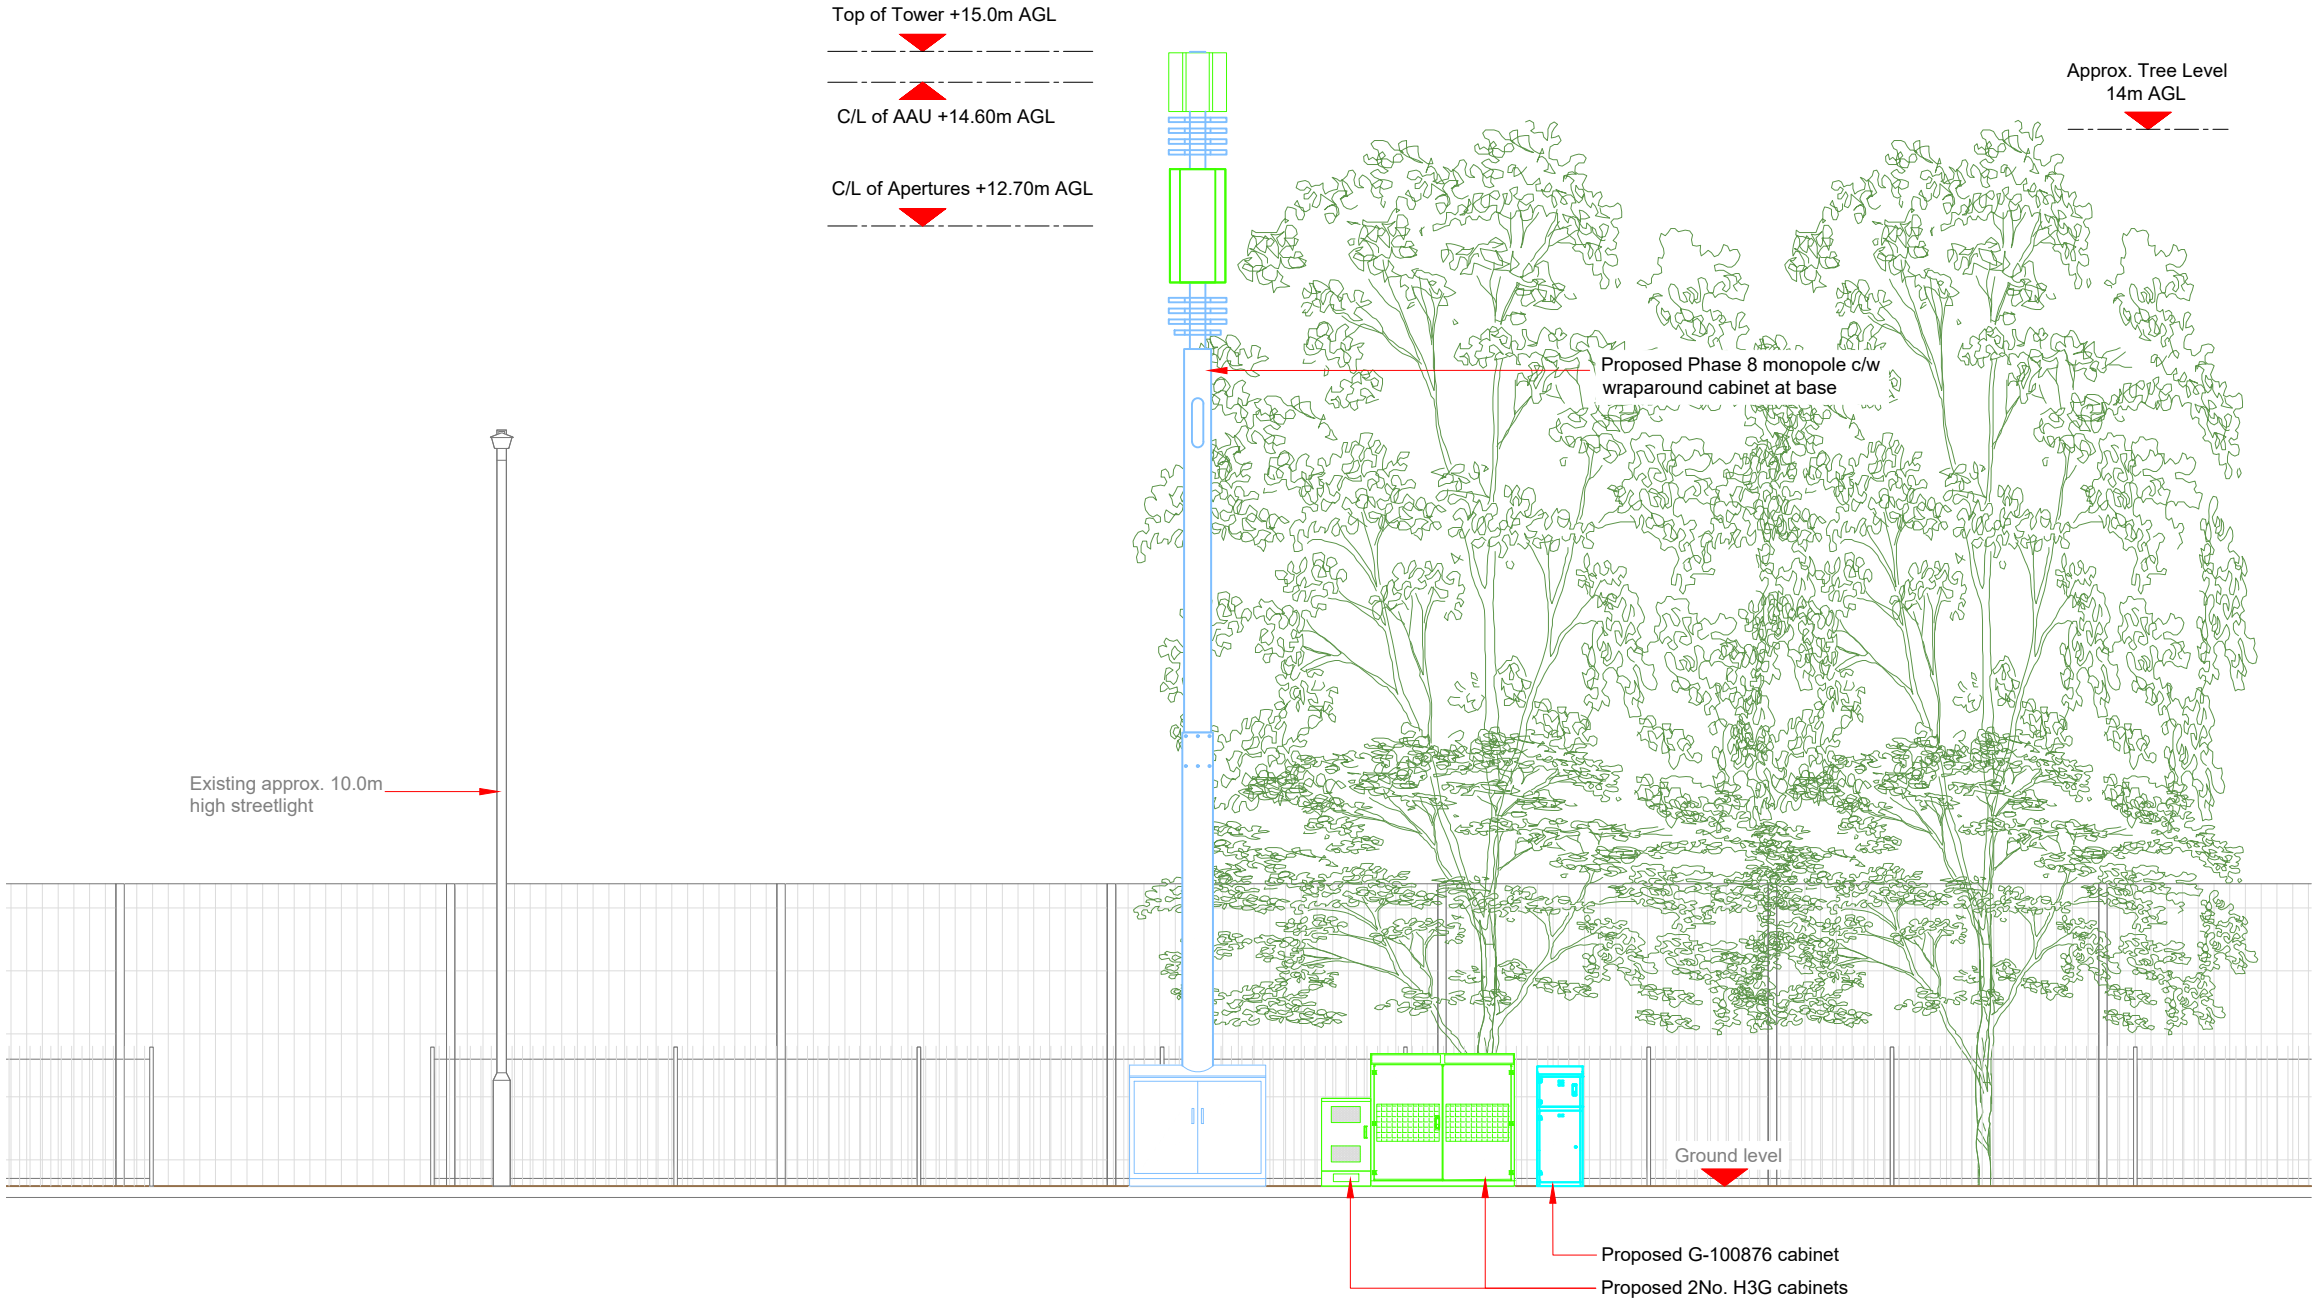 Top of Tower +15.0m AGL
C/L of AAU +14.60m AGL
C/L of Apertures +12.70m AGL
Approx. Tree Level
14m AGL
Proposed Phase 8 monopole c/w
wraparound cabinet at base
Existing approx. 10.0m
high streetlight
Ground level
Proposed G-100876 cabinet
Proposed 2No. H3G cabinets